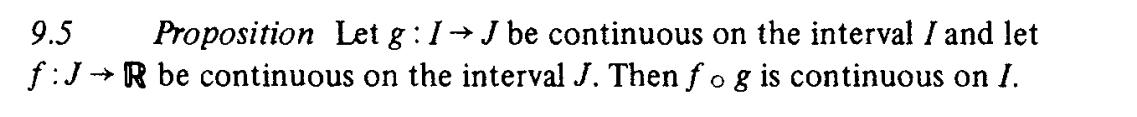 9.5 Proposition Let g : I → J be continuous on the interval I and let
f : J → ℝ be continuous on the interval J. Then f ∘ g is continuous on I.